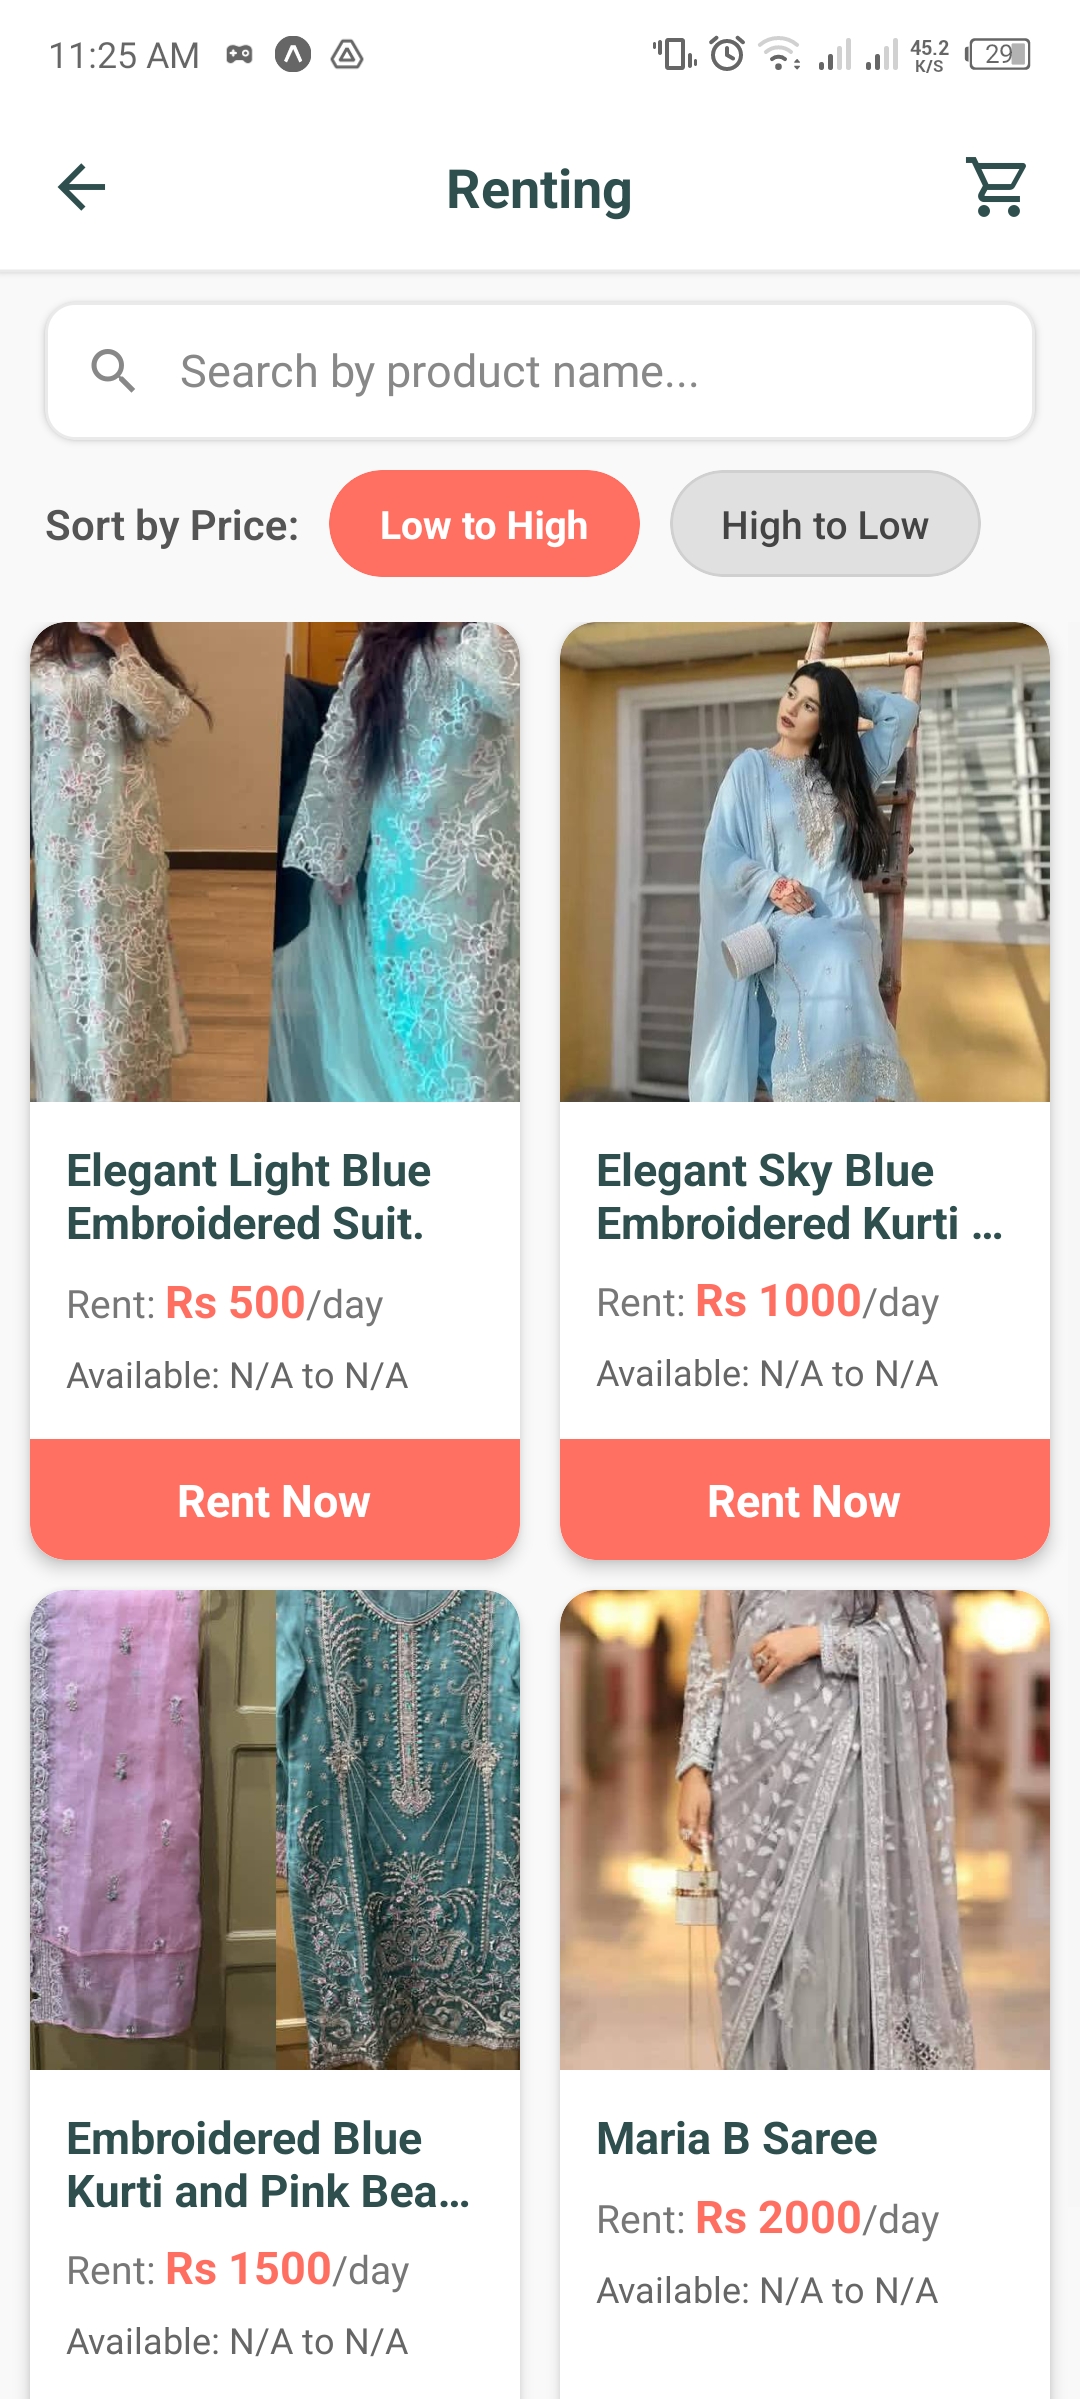 11:25 AM
45.2
K/S
29
Renting
Search by product name...
Sort by Price:
Low to High
High to Low
Elegant Light Blue
Embroidered Suit.
Rent: Rs 500/day
Available: N/A to N/A
Rent Now
Elegant Sky Blue
Embroidered Kurti ...
Rent: Rs 1000/day
Available: N/A to N/A
Rent Now
Embroidered Blue
Kurti and Pink Bea...
Rent: Rs 1500/day
Available: N/A to N/A
Maria B Saree
Rent: Rs 2000/day
Available: N/A to N/A